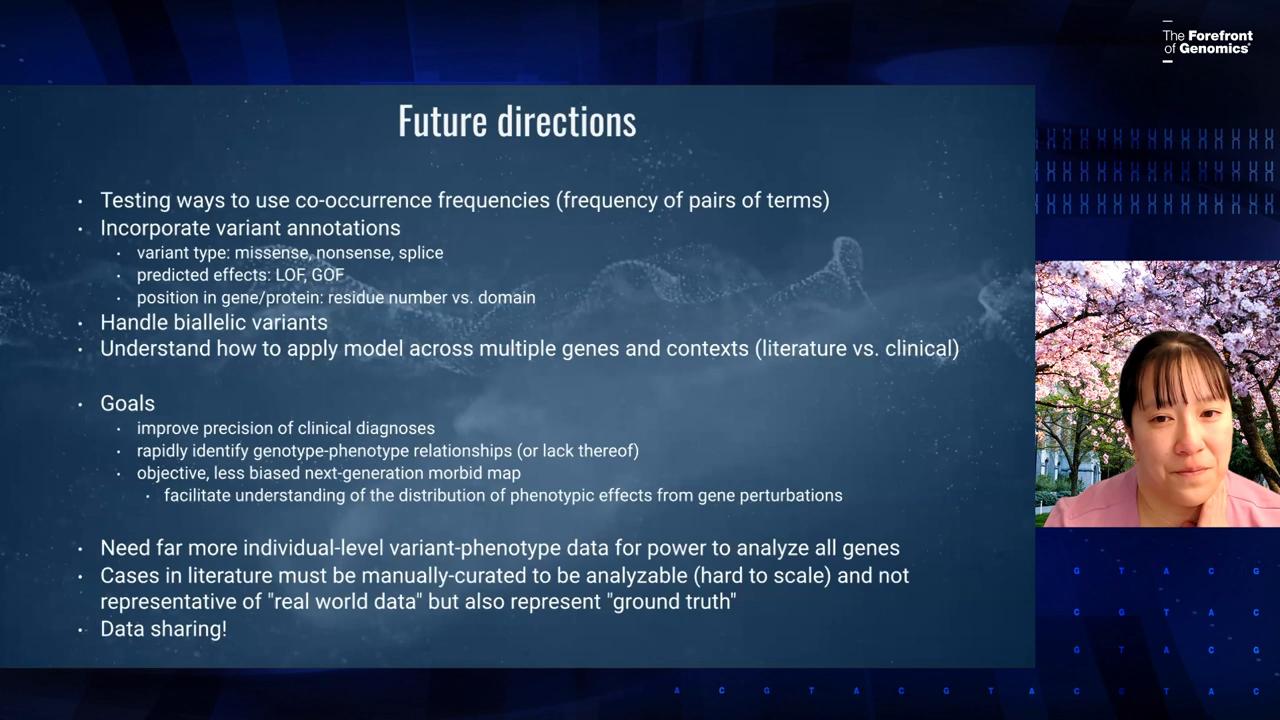 The Forefront
of Genomics®
Future directions
• Testing ways to use co-occurrence frequencies (frequency of pairs of terms)
• Incorporate variant annotations
• variant type: missense, nonsense, splice
• predicted effects: LOF, GOF
• position in gene/protein: residue number vs. domain
• Handle biallelic variants
• Understand how to apply model across multiple genes and contexts (literature vs. clinical)
• Goals
• improve precision of clinical diagnoses
• rapidly identify genotype-phenotype relationships (or lack thereof)
• objective, less biased next-generation morbid map
• facilitate understanding of the distribution of phenotypic effects from gene perturbations
• Need far more individual-level variant-phenotype data for power to analyze all genes
• Cases in literature must be manually-curated to be analyzable (hard to scale) and not
representative of "real world data" but also represent "ground truth"
• Data sharing!
G T A C G
C G T A C
G T A C G
A C G T A C G T A C G T A C